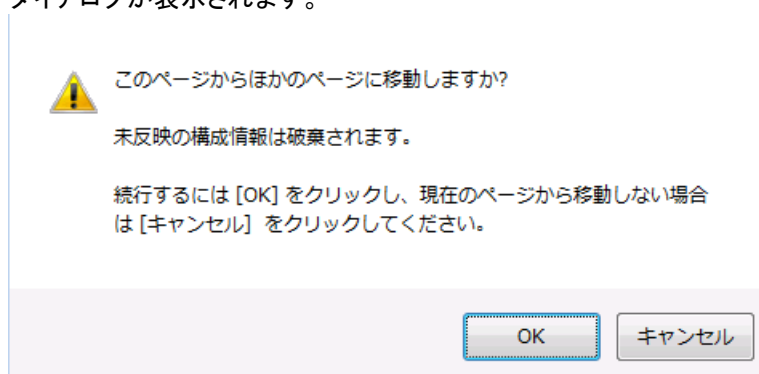 ダイアログが表示されます。
このページからほかのページに移動しますか?
未反映の構成情報は破棄されます。
続行するには [OK] をクリックし、現在のページから移動しない場合
は [キャンセル] をクリックしてください。
OK
キャンセル